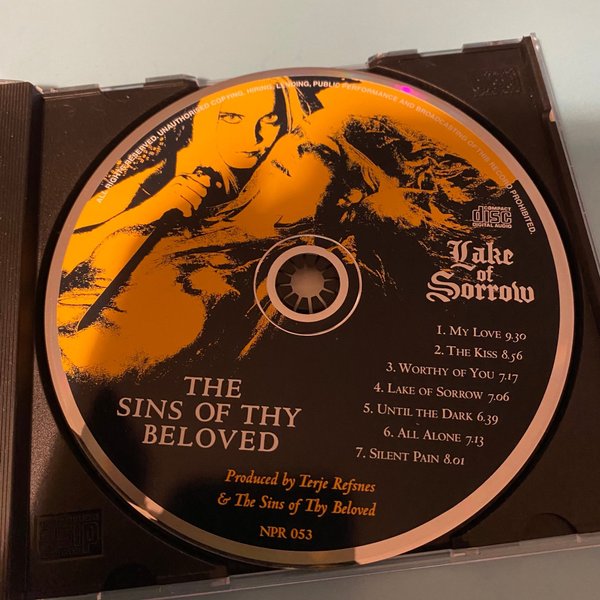 ALL RIGHTS RESERVED. UNAUTHORISED COPYING, HIRING, LENDING, PUBLIC PERFORMANCE AND BROADCASTING OF THIS RECORD PROHIBITED.
COMPACT
disc
DIGITAL AUDIO
Lake
of
Sorrow
1. MY LOVE 9.30
2. THE KISS 8.56
3. WORTHY OF YOU 7.17
4. LAKE OF SORROW 7.06
5. UNTIL THE DARK 6.39
6. ALL ALONE 7.13
7. SILENT PAIN 8.01
THE
SINS OF THY
BELOVED
Produced by Terje Refsnes
& The Sins of Thy Beloved
NPR 053